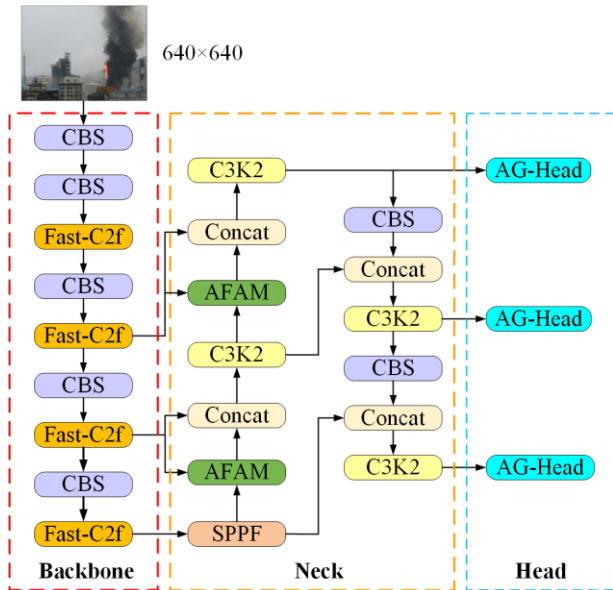 640×640
CBS
CBS
Fast-C2f
CBS
Fast-C2f
CBS
Fast-C2f
CBS
Fast-C2f
Backbone
C3K2
Concat
AFAM
C3K2
Concat
AFAM
SPPF
CBS
Concat
C3K2
CBS
Concat
C3K2
Neck
AG-Head
AG-Head
AG-Head
Head